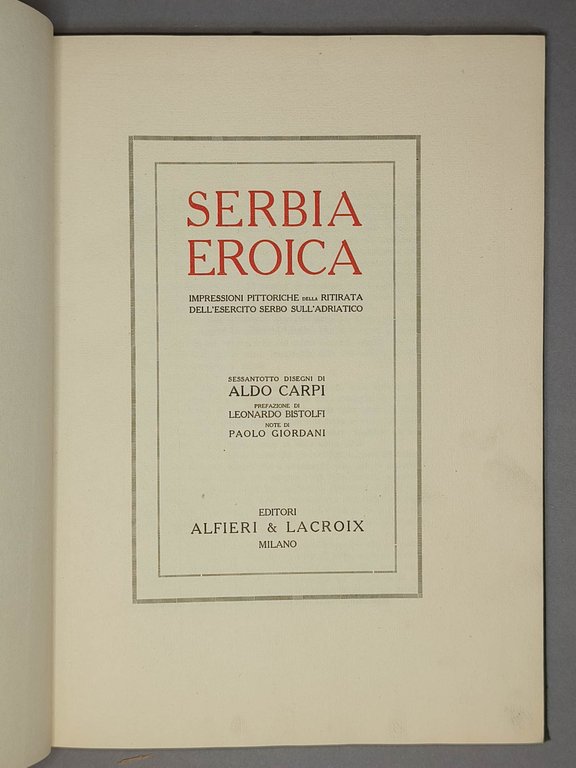 SERBIA
EROICA
IMPRESSIONI PITTORICHE DELLA RITIRATA
DELL'ESERCITO SERBO SULL'ADRIATICO
SESSANTOTTO DISEGNI DI
ALDO CARPI
PREFAZIONE DI
LEONARDO BISTOLFI
NOTE DI
PAOLO GIORDANI
EDITORI
ALFIERI & LACROIX
MILANO